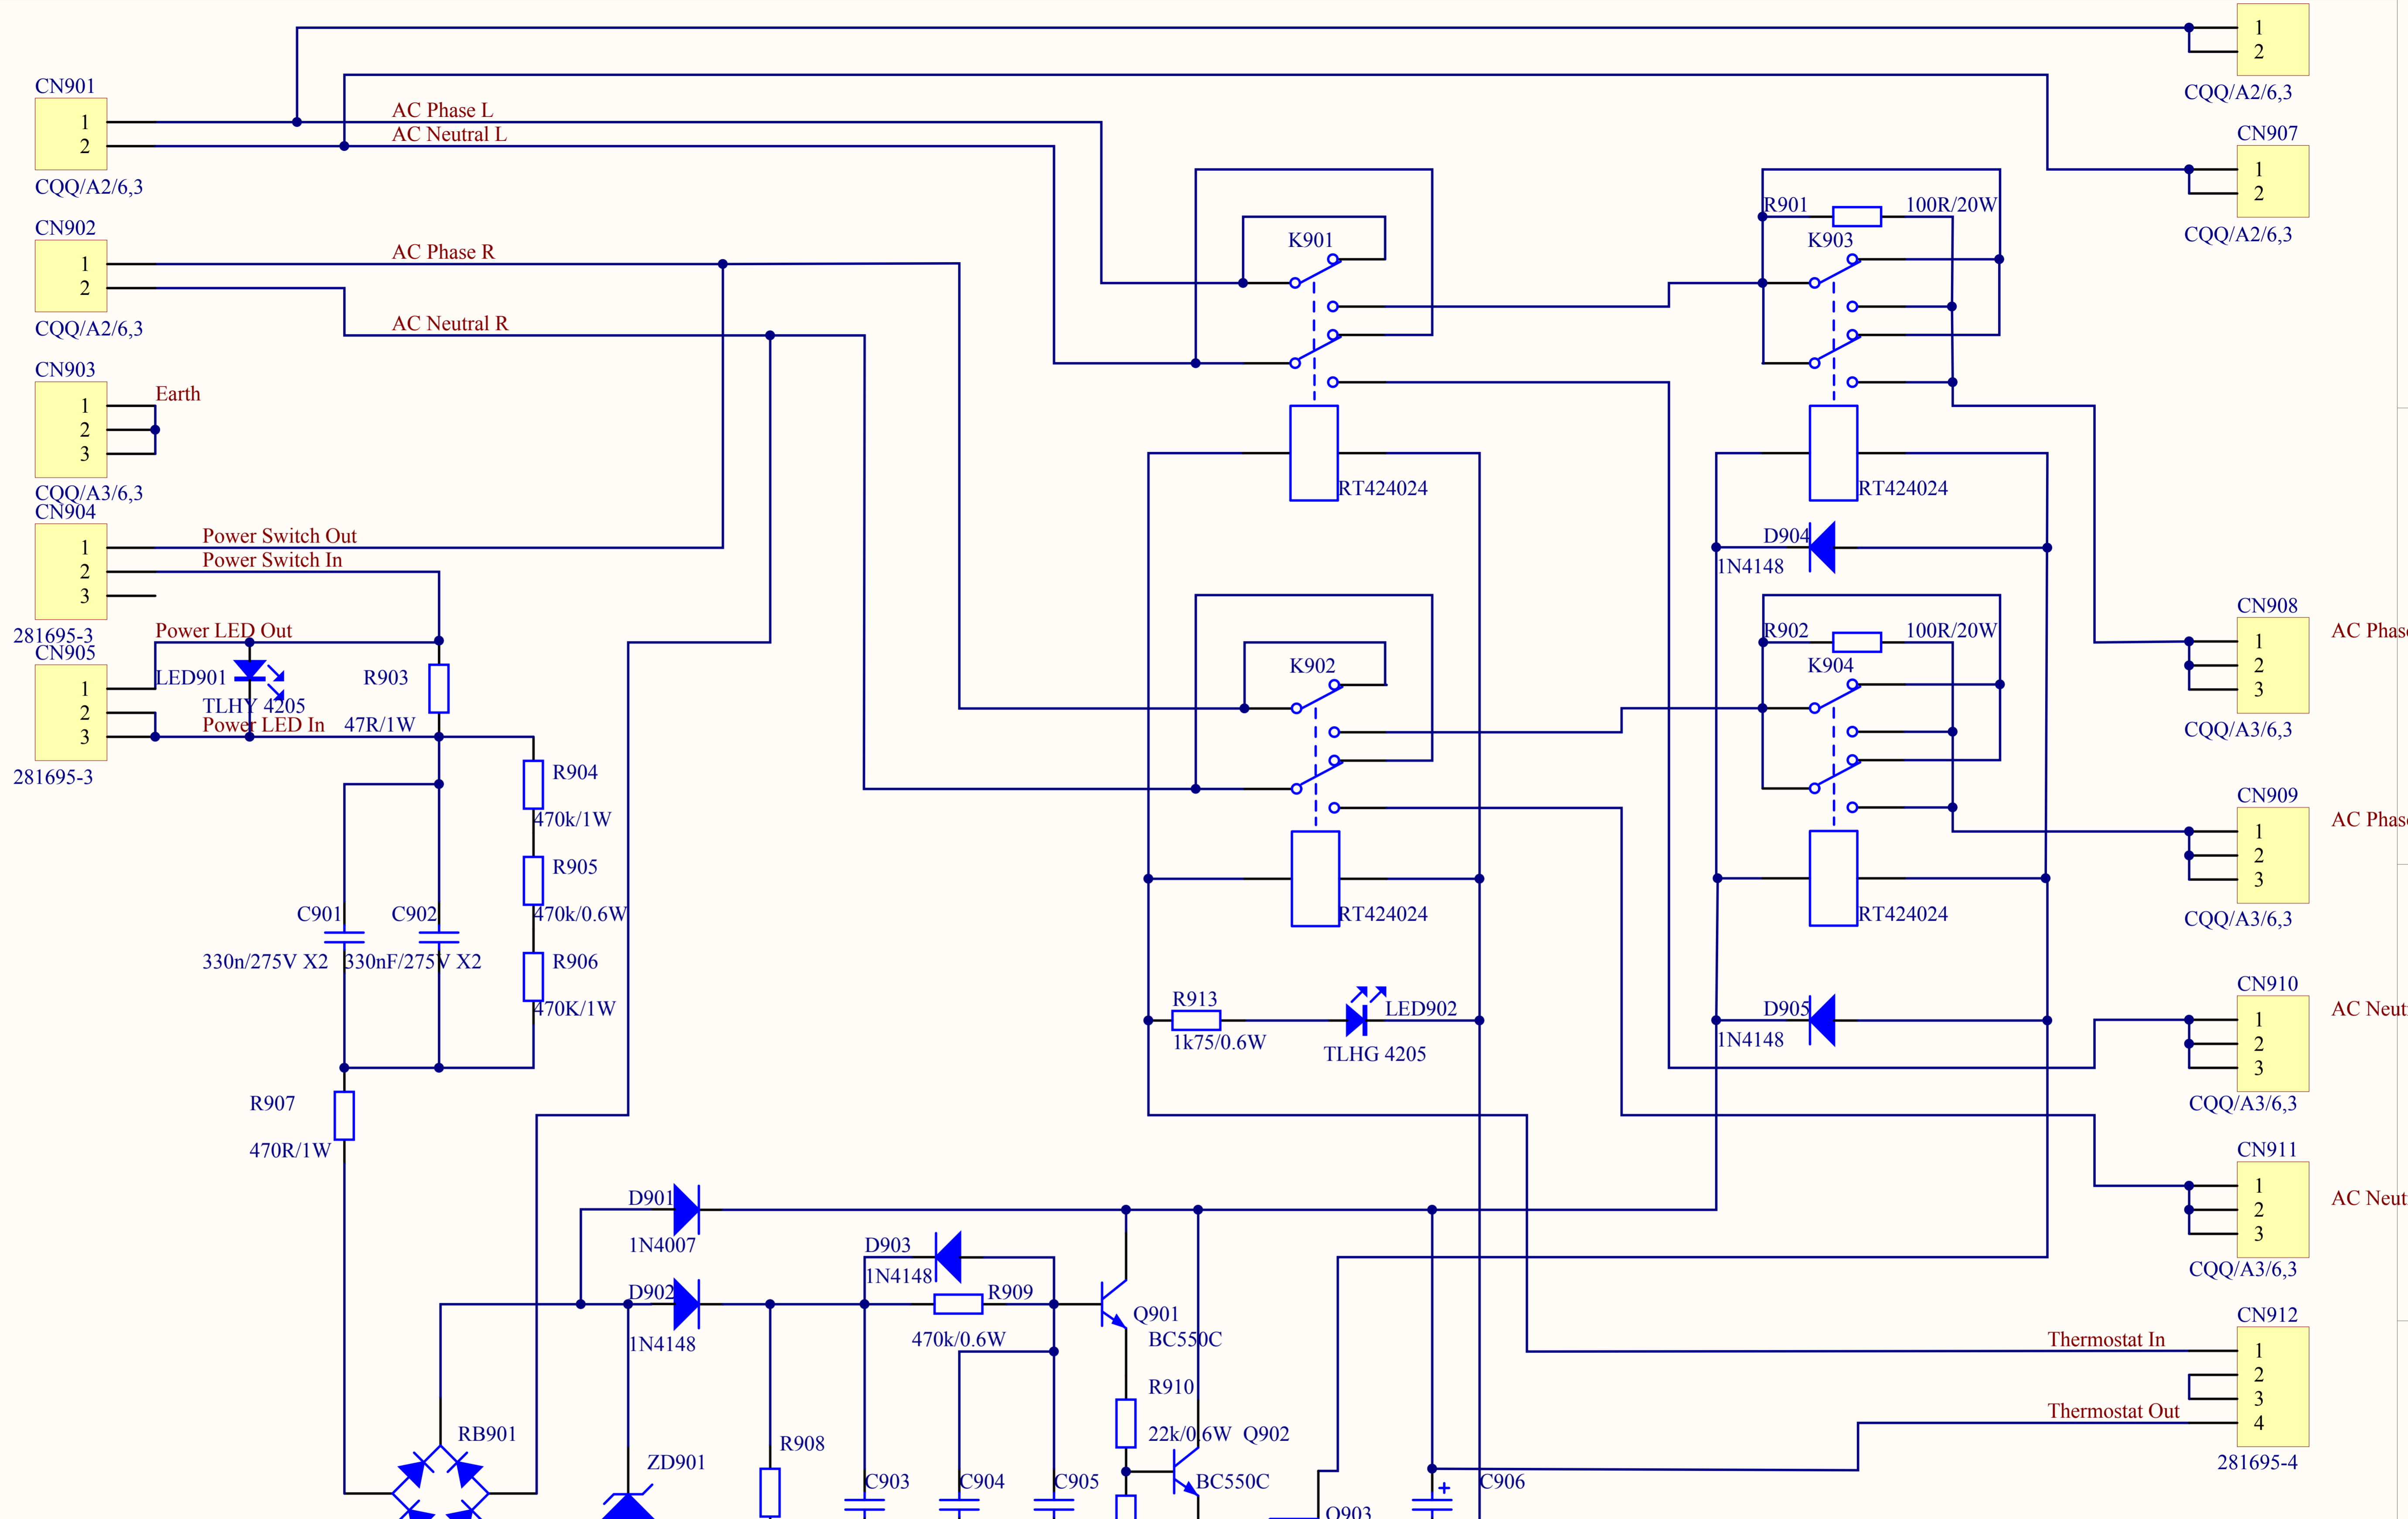 1
2
CQQ/A2/6,3
CN901
1
2
CQQ/A2/6,3
AC Phase L
AC Neutral L
CN907
1
2
CQQ/A2/6,3
CN902
1
2
CQQ/A2/6,3
AC Phase R
AC Neutral R
K901
R901
100R/20W
K903
CN903
1
2
3
Earth
CQQ/A3/6,3
RT424024
RT424024
CN904
1
2
3
Power Switch Out
Power Switch In
281695-3
D904
1N4148
CN905
1
2
3
281695-3
Power LED Out
LED901
TLHY 4205
Power LED In
R903
47R/1W
K902
R902
100R/20W
K904
CN908
1
2
3
CQQ/A3/6,3
AC Phas
R904
470k/1W
R905
470k/0.6W
R906
470K/1W
C901
330n/275V X2
C902
330nF/275V X2
RT424024
RT424024
CN909
1
2
3
CQQ/A3/6,3
AC Phas
R913
1k75/0.6W
LED902
TLHG 4205
D905
1N4148
CN910
1
2
3
CQQ/A3/6,3
AC Neut
R907
470R/1W
CN911
1
2
3
CQQ/A3/6,3
AC Neu
D901
1N4007
D903
1N4148
D902
1N4148
R909
470k/0.6W
Q901
BC550C
R910
22k/0.6W
Q902
BC550C
CN912
1
2
3
4
281695-4
Thermostat In
Thermostat Out
RB901
ZD901
R908
C903
C904
C905
C906
Q903